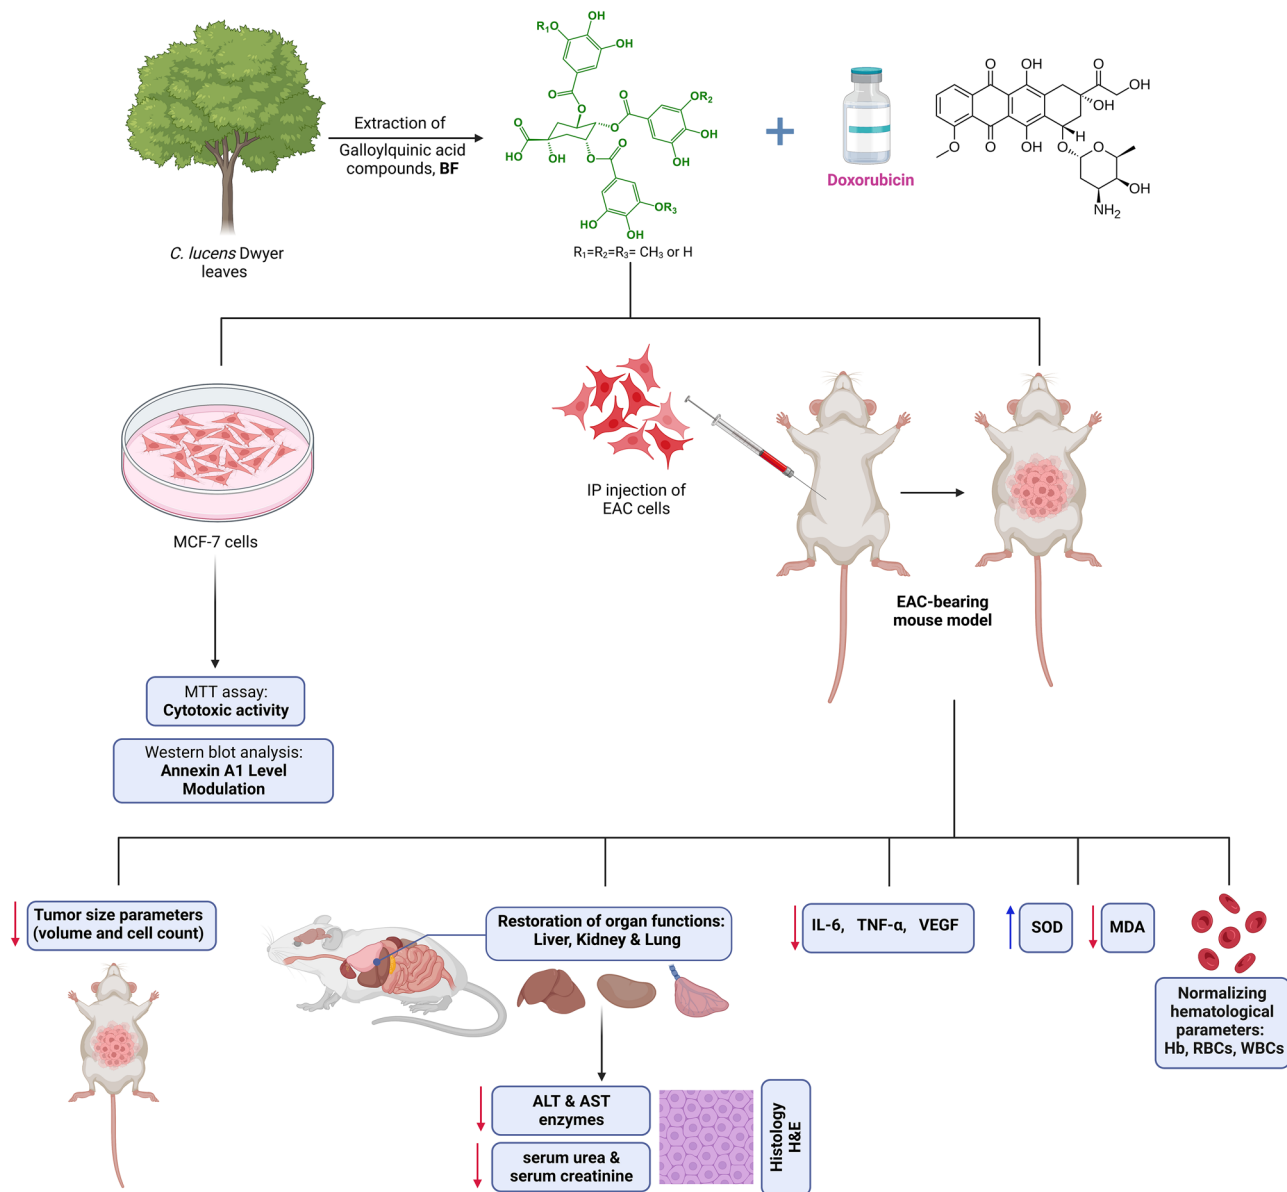 Extraction of
Galloylquinic acid
compounds, BF
C. lucens Dwyer
leaves
OH
R₁O
OH
O
O
O
OR₂
O
OH
OH
O
HO
OH
O
O
OR₃
HO
OH
R₁=R₂=R₃= CH₃ or H
+
Doxorubicin
O
OH
O
OH
OH
O
O
OH
H
O
O
OH
NH₂
MCF-7 cells
IP injection of
EAC cells
EAC-bearing
mouse model
MTT assay:
Cytotoxic activity
Western blot analysis:
Annexin A1 Level
Modulation
Tumor size parameters
(volume and cell count)
Restoration of organ functions:
Liver, Kidney & Lung
IL-6, TNF-α, VEGF
SOD
MDA
Normalizing
hematological
parameters:
Hb, RBCs, WBCs
ALT & AST
enzymes
serum urea &
serum creatinine
Histology
H&E